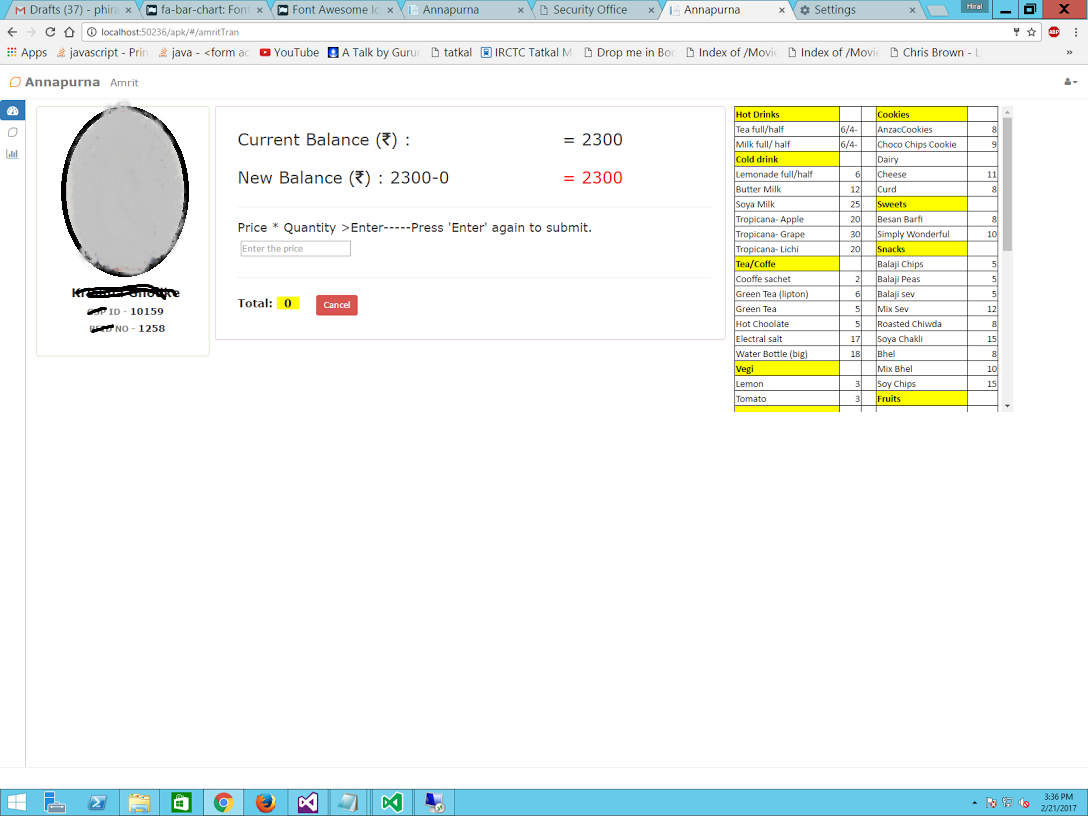 Drafts (37) - phira
fa-bar-chart: Font
Font Awesome Ico
Annapurna
Security Office
Annapurna
Settings
Hiral
localhost:50236/apk/#/amritTran
ABP
Apps
javascript - Prin
java - <form ac
YouTube
A Talk by Gurur
tatkal
IRCTC Tatkal M
Drop me in Boc
Index of /Movie
Index of /Movie
Chris Brown - L
»
Annapurna Amrit
ID - 10159
NO - 1258
Current Balance (₹) : = 2300
New Balance (₹) : 2300-0 = 2300
Price * Quantity >Enter-----Press 'Enter' again to submit.
Enter the price
Total: 0 Cancel
Hot Drinks Cookies
Tea full/half 6/4- AnzacCookies 8
Milk full/ half 6/4- Choco Chips Cookie 9
Cold drink Dairy
Lemonade full/half 6 Cheese 11
Butter Milk 12 Curd 8
Soya Milk 25 Sweets
Tropicana- Apple 20 Besan Barfi 8
Tropicana- Grape 30 Simply Wonderful 10
Tropicana- Lichi 20 Snacks
Tea/Coffe Balaji Chips 5
Cooffe sachet 2 Balaji Peas 5
Green Tea (lipton) 6 Balaji sev 5
Green Tea 5 Mix Sev 12
Hot Choolate 5 Roasted Chiwda 8
Electral salt 17 Soya Chakli 15
Water Bottle (big) 18 Bhel 8
Vegi Mix Bhel 10
Lemon 3 Soy Chips 15
Tomato 3 Fruits
3:36 PM
2/21/2017